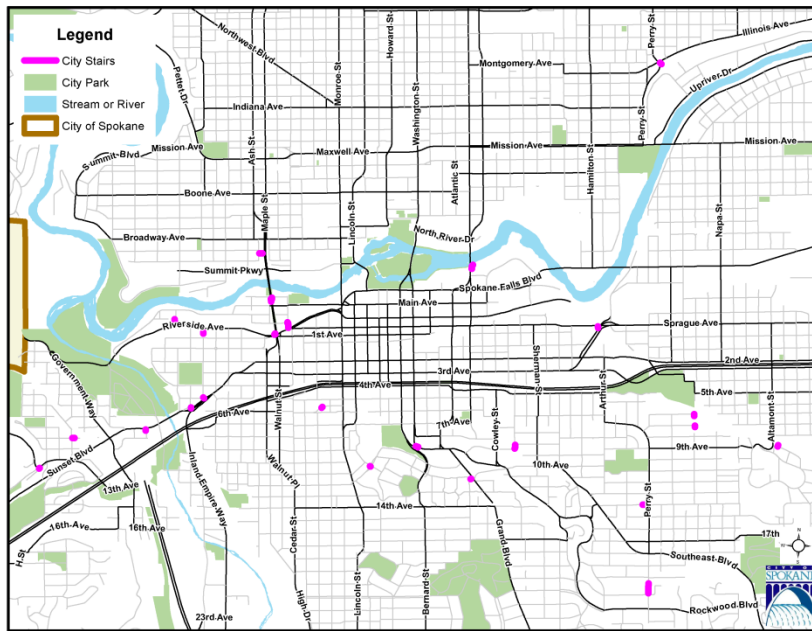 Legend
City Stairs
City Park
Stream or River
City of Spokane
Northwest Blvd
Pettet Dr
Monroe St
Howard St
Washington St
Perry St
Illinois Ave
Montgomery Ave
Upriver Dr
Indiana Ave
Perry St
Summit Blvd
Mission Ave
Ash St
Maxwell Ave
Mission Ave
Mission Ave
Atlantic St
Hamilton St
Boone Ave
Maple St
Lincoln St
Napa St
Broadway Ave
North River Dr
Summit Pkwy
Spokane Falls Blvd
Main Ave
Riverside Ave
1st Ave
Sprague Ave
Government Way
2nd Ave
3rd Ave
Sherman St
4th Ave
Arthur St
5th Ave
Walnut St
6th Ave
7th Ave
Cowley St
Altamont St
Sunset Blvd
9th Ave
Inland Empire Way
Walnut Pl
10th Ave
13th Ave
14th Ave
Perry St
16th Ave
16th Ave
Cedar St
Grand Blvd
17th
H St
Southeast Blvd
Lincoln St
Bernard St
High Dr
23rd Ave
Rockwood Blvd
N
CITY OF
SPOKANE